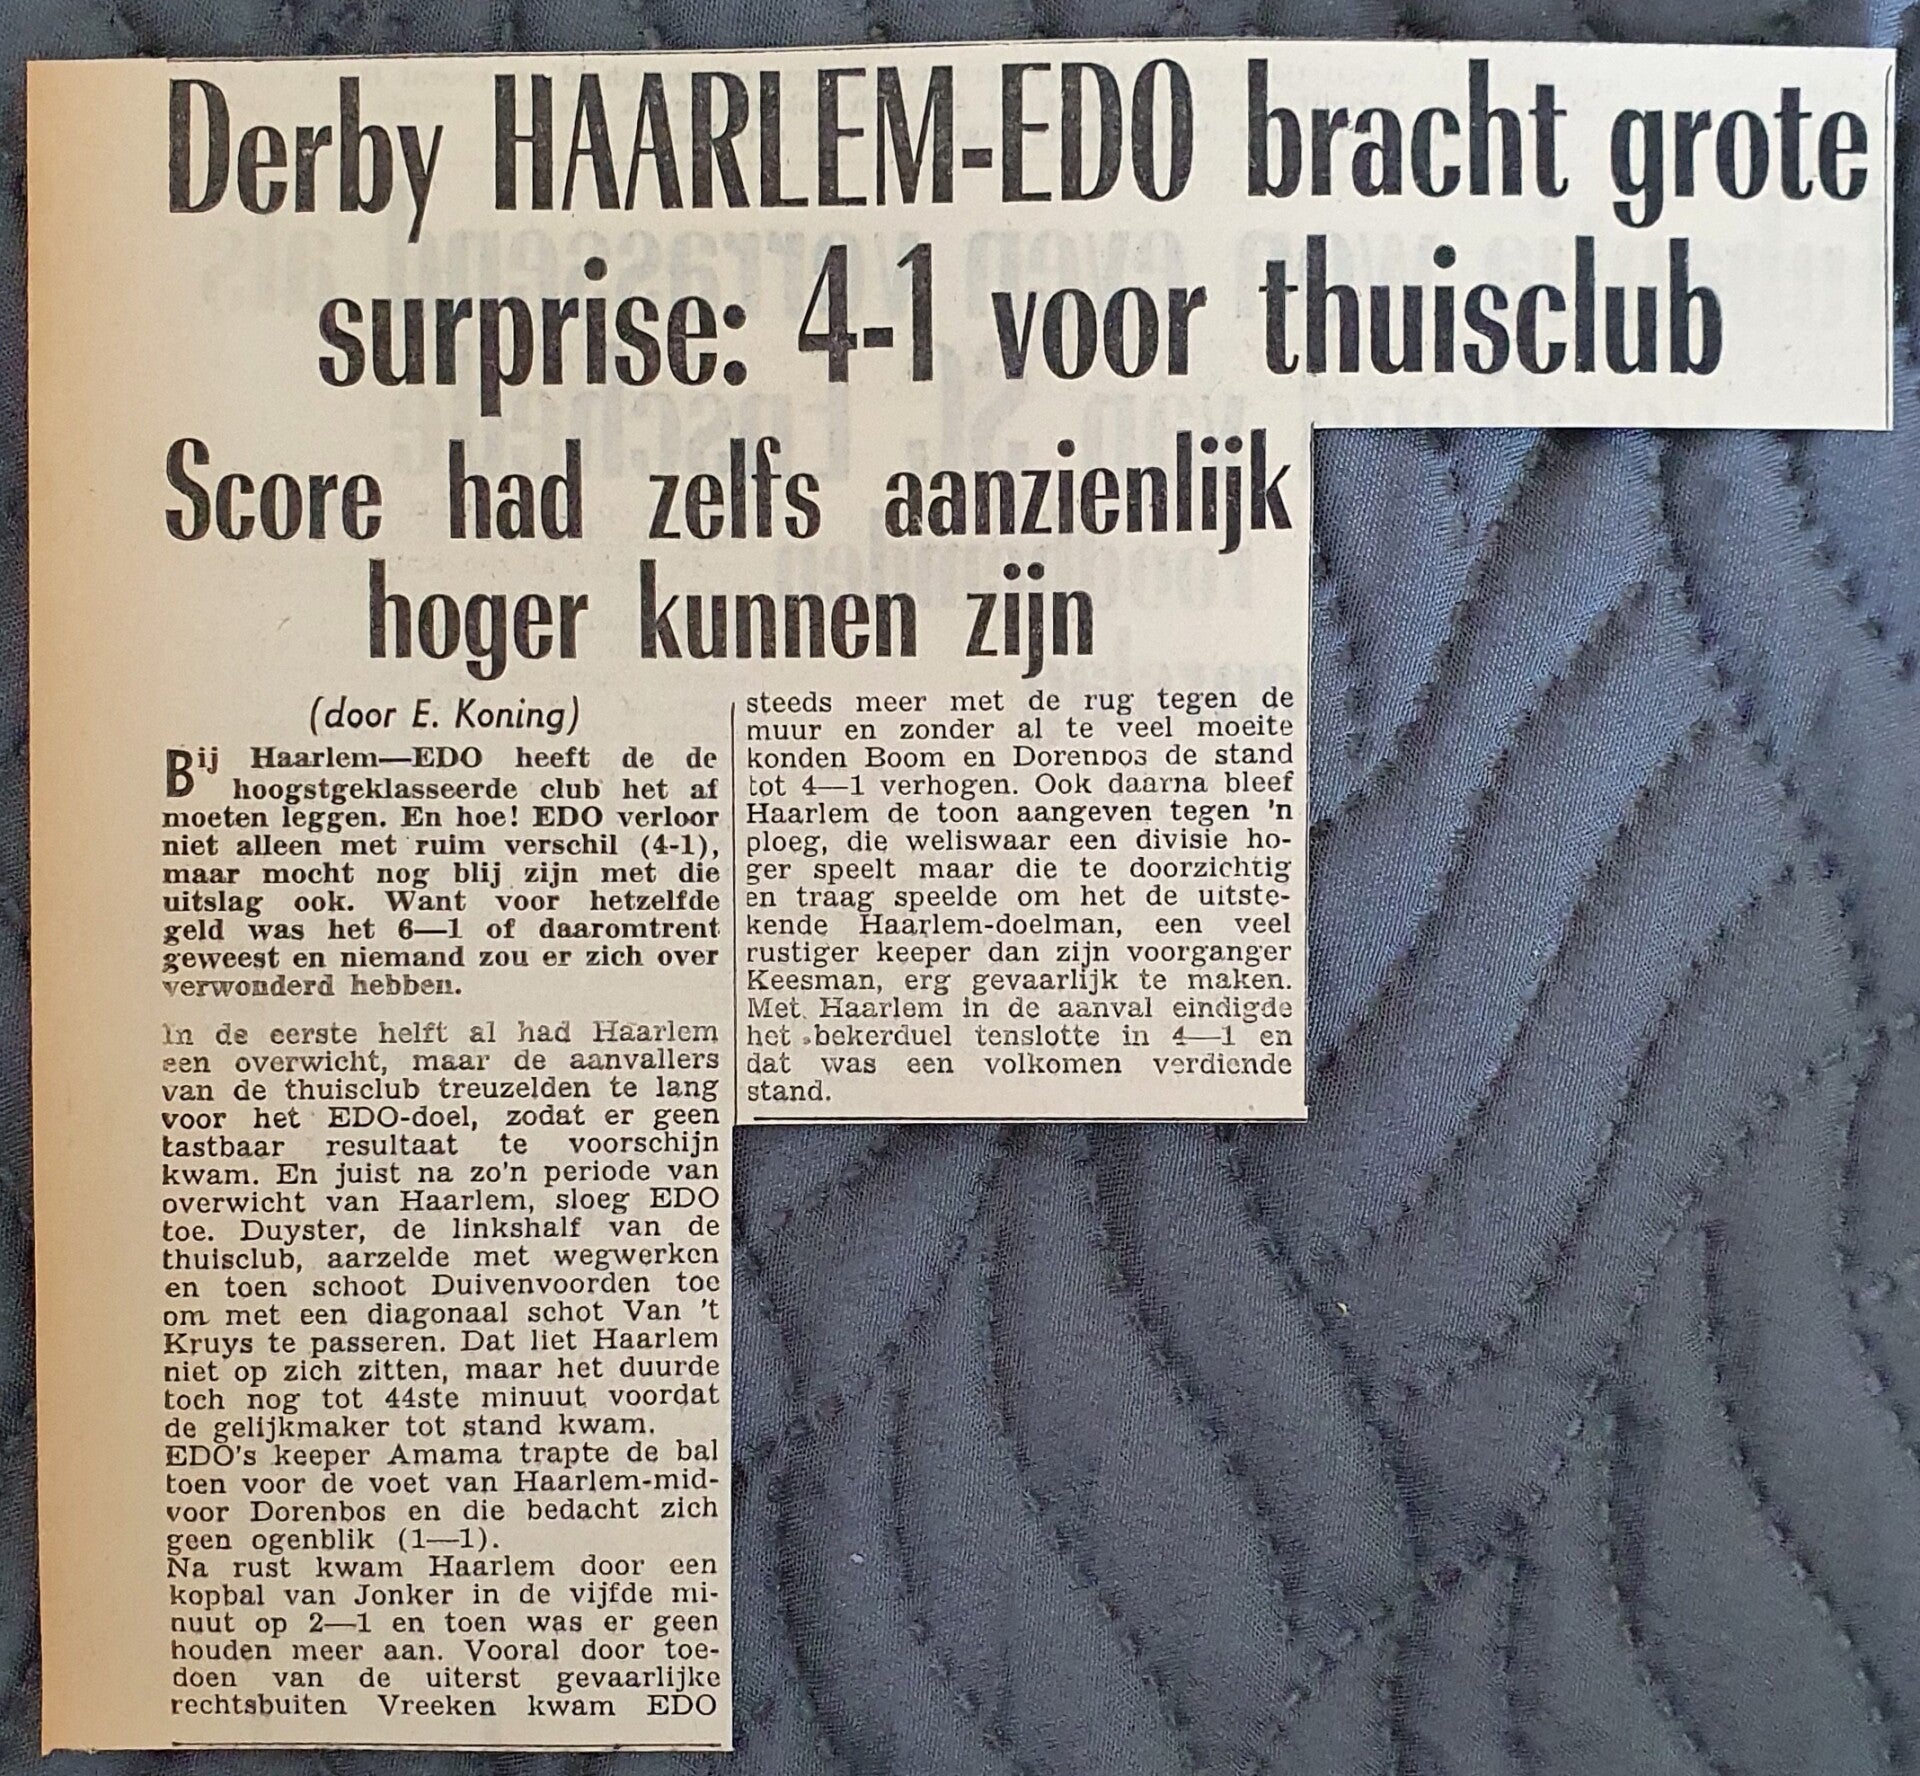 Derby HAARLEM-EDO bracht grote
surprise: 4-1 voor thuisclub
Score had zelfs aanzienlijk
hoger kunnen zijn
(door E. Koning)
Bij Haarlem—EDO heeft de de
hoogstgeklasseerde club het af
moeten leggen. En hoe! EDO verloor
niet alleen met ruim verschil (4-1),
maar mocht nog blij zijn met die
uitslag ook. Want voor hetzelfde
geld was het 6—1 of daaromtrent
geweest en niemand zou er zich over
verwonderd hebben.
In de eerste helft al had Haarlem
een overwicht, maar de aanvallers
van de thuisclub treuzelden te lang
voor het EDO-doel, zodat er geen
tastbaar resultaat te voorschijn
kwam. En juist na zo'n periode van
overwicht van Haarlem, sloeg EDO
toe. Duyster, de linkshalf van de
thuisclub, aarzelde met wegwerken
en toen schoot Duivenvoorden toe
om met een diagonaal schot Van 't
Kruys te passeren. Dat liet Haarlem
niet op zich zitten, maar het duurde
toch nog tot 44ste minuut voordat
de gelijkmaker tot stand kwam.
EDO's keeper Amama trapte de bal
toen voor de voet van Haarlem-mid-
voor Dorenbos en die bedacht zich
geen ogenblik (1—1).
Na rust kwam Haarlem door een
kopbal van Jonker in de vijfde mi-
nuut op 2—1 en toen was er geen
houden meer aan. Vooral door toe-
doen van de uiterst gevaarlijke
rechtsbuiten Vreeken kwam EDO
steeds meer met de rug tegen de
muur en zonder al te veel moeite
konden Boom en Dorenbos de stand
tot 4—1 verhogen. Ook daarna bleef
Haarlem de toon aangeven tegen 'n
ploeg, die weliswaar een divisie ho-
ger speelt maar die te doorzichtig
en traag speelde om het de uitste-
kende Haarlem-doelman, een veel
rustiger keeper dan zijn voorganger
Keesman, erg gevaarlijk te maken.
Met Haarlem in de aanval eindigde
het bekerduel tenslotte in 4—1 en
dat was een volkomen verdiende
stand.